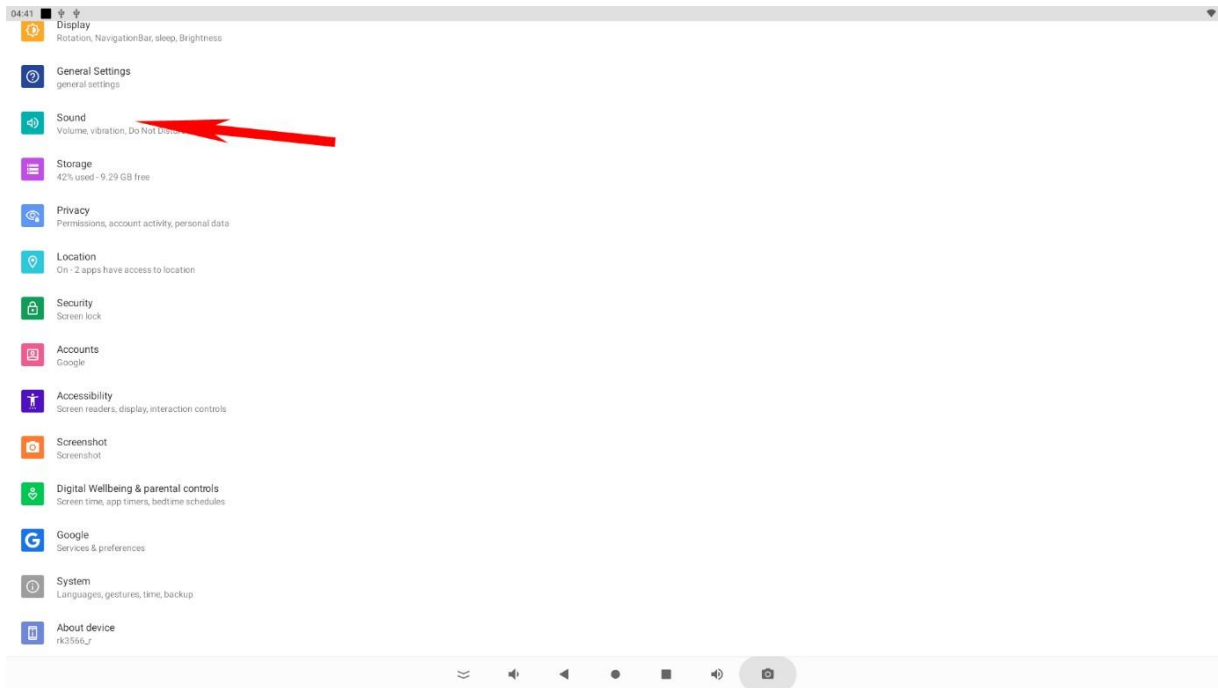 04:41
Display
Rotation, NavigationBar, sleep, Brightness
General Settings
general settings
Sound
Volume, vibration, Do Not
Storage
42% used - 9.29 GB free
Privacy
Permissions, account activity, personal data
Location
On - 2 apps have access to location
Security
Screen lock
Accounts
Google
Accessibility
Screen readers, display, interaction controls
Screenshot
Screenshot
Digital Wellbeing & parental controls
Screen time, app timers, bedtime schedules
G
Google
Services & preferences
System
Languages, gestures, time, backup
About device
rk3566_r